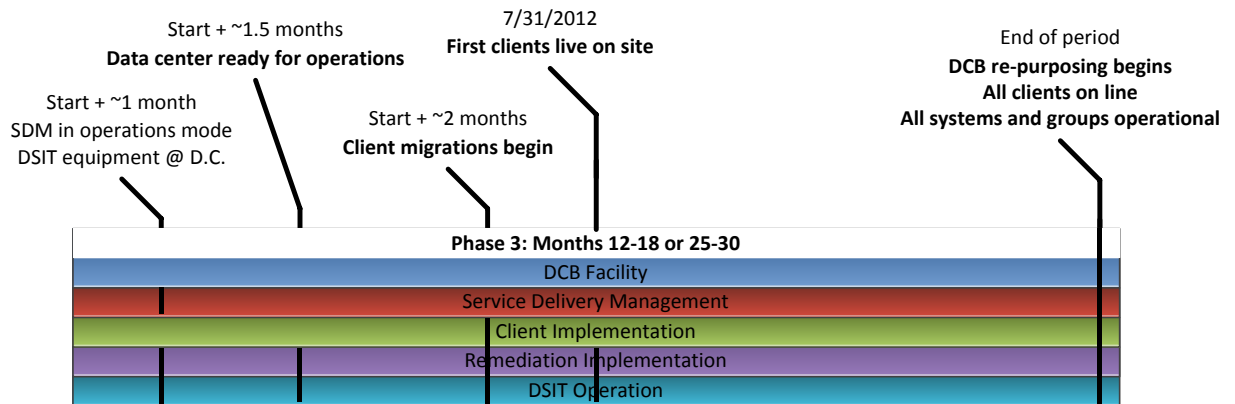 Start + ~1 month
SDM in operations mode
DSIT equipment @ D.C.
Start + ~1.5 months
Data center ready for operations
Start + ~2 months
Client migrations begin
7/31/2012
First clients live on site
End of period
DCB re-purposing begins
All clients on line
All systems and groups operational
Phase 3: Months 12-18 or 25-30
DCB Facility
Service Delivery Management
Client Implementation
Remediation Implementation
DSIT Operation